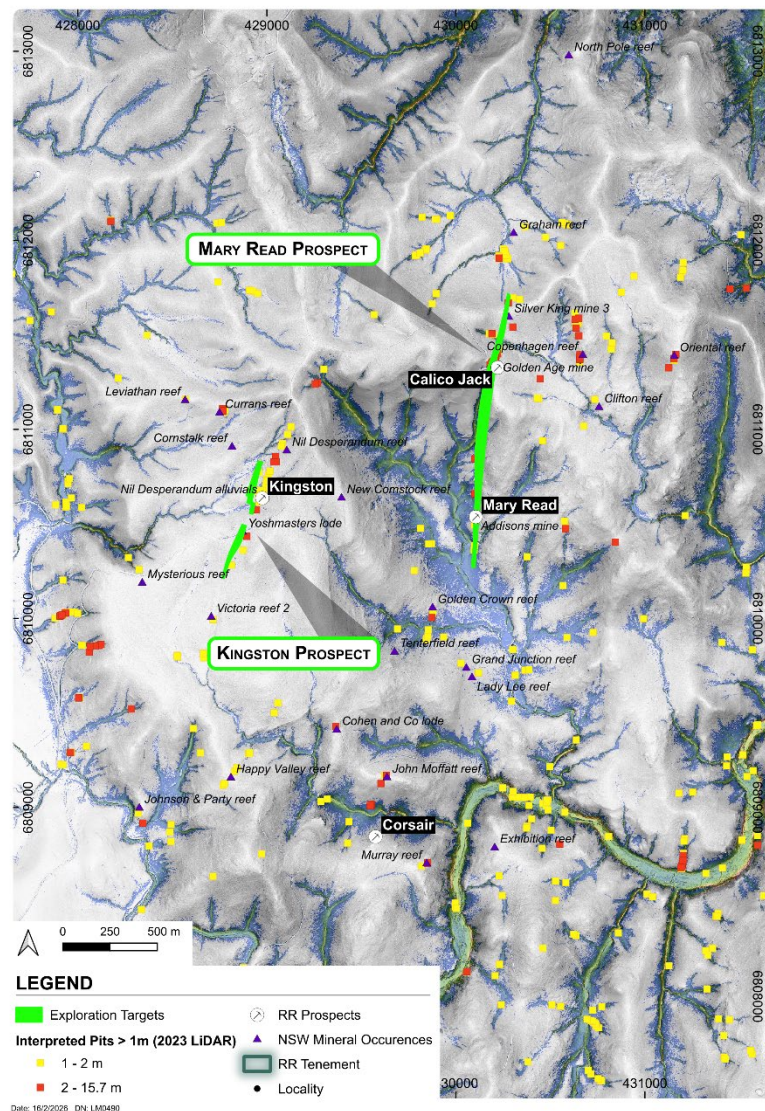 428000
429000
430000
431000
6813000
6813000
North Pole reef
Graham reef
6812000
6812000
MARY READ PROSPECT
Silver King mine 3
Copenhagen reef
Oriental reef
Golden Age mine
Calico Jack
Leviathan reef
Currans reef
Clifton reef
6811000
6811000
Cornstalk reef
Nil Desperandum reef
Nil Desperandum alluvials
Kingston
New Comstock reef
Yoshmasters lode
Mary Read
Addisons mine
Mysterious reef
Golden Crown reef
6810000
6810000
Victoria reef 2
KINGSTON PROSPECT
Tenterfield reef
Grand Junction reef
Lady Lee reef
Cohen and Co lode
Happy Valley reef
John Moffatt reef
6809000
6809000
Johnson & Party reef
Corsair
Murray reef
Exhibition reef
0 250 500 m
6808000
LEGEND
Exploration Targets
Interpreted Pits > 1m (2023 LiDAR)
1 - 2 m
2 - 15.7 m
RR Prospects
NSW Mineral Occurences
RR Tenement
Locality
30000
431000
Date: 16/2/2026 DN: LM0490